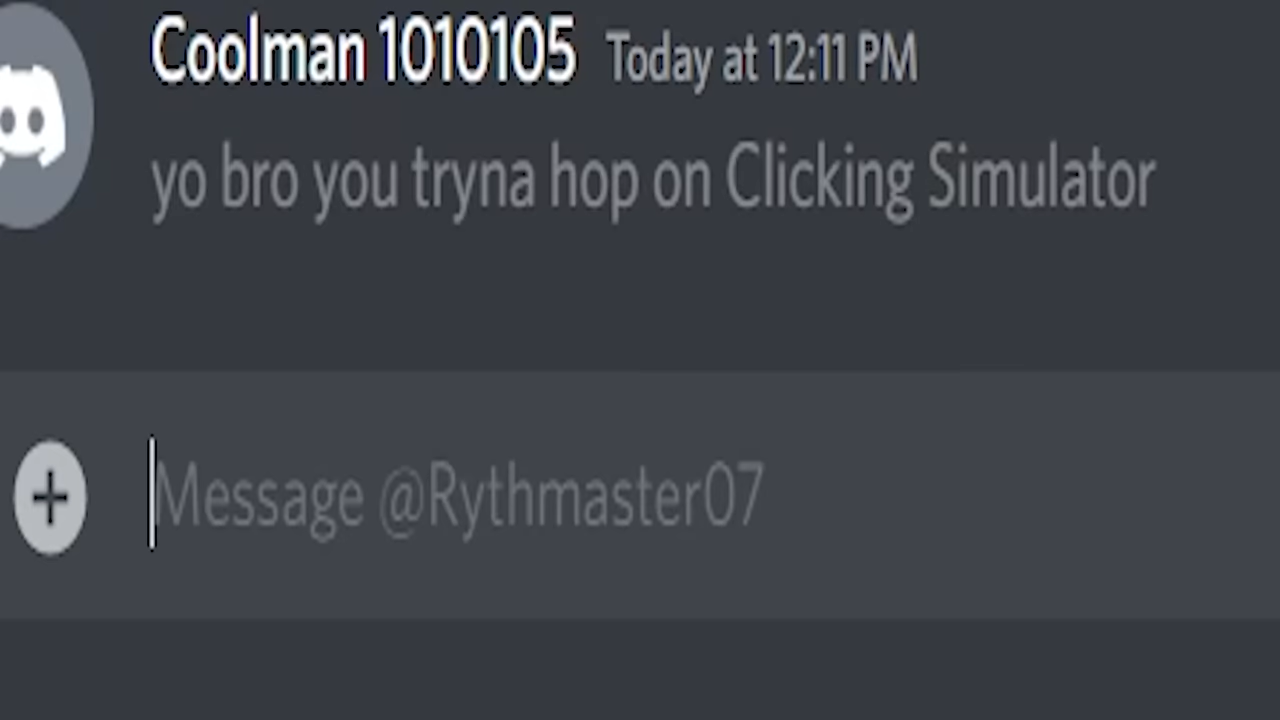 Coolman 1010105 Today at 12:11 PM
yo bro you tryna hop on Clicking Simulator
Message @Rythmaster07